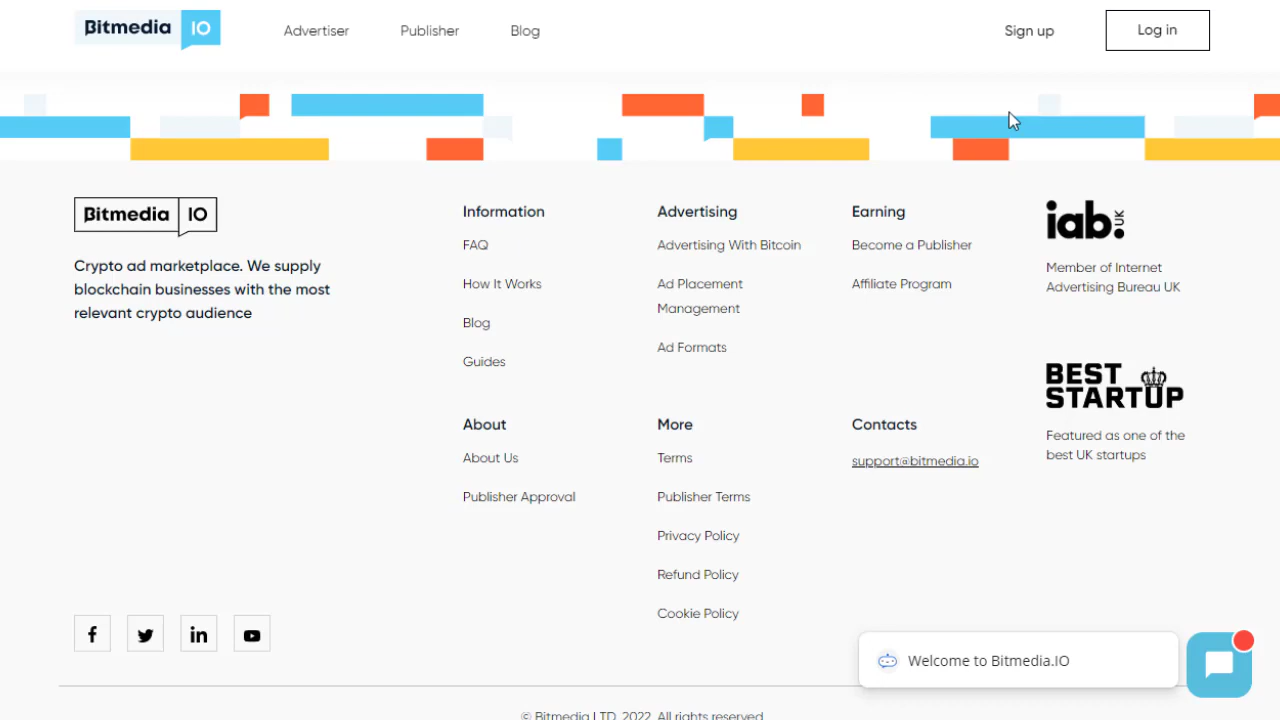 Bitmedia IO
Advertiser
Publisher
Blog
Sign up
Log in
Bitmedia IO
Crypto ad marketplace. We supply
blockchain businesses with the most
relevant crypto audience
Information
FAQ
How It Works
Blog
Guides
Advertising
Advertising With Bitcoin
Ad Placement
Management
Ad Formats
Earning
Become a Publisher
Affiliate Program
iab. UK
Member of Internet
Advertising Bureau UK
About
About Us
Publisher Approval
More
Terms
Publisher Terms
Privacy Policy
Refund Policy
Cookie Policy
Contacts
support@bitmedia.io
BEST
STARTUP
Featured as one of the
best UK startups
Welcome to Bitmedia.IO
© Bitmedia LTD, 2022. All rights reserved